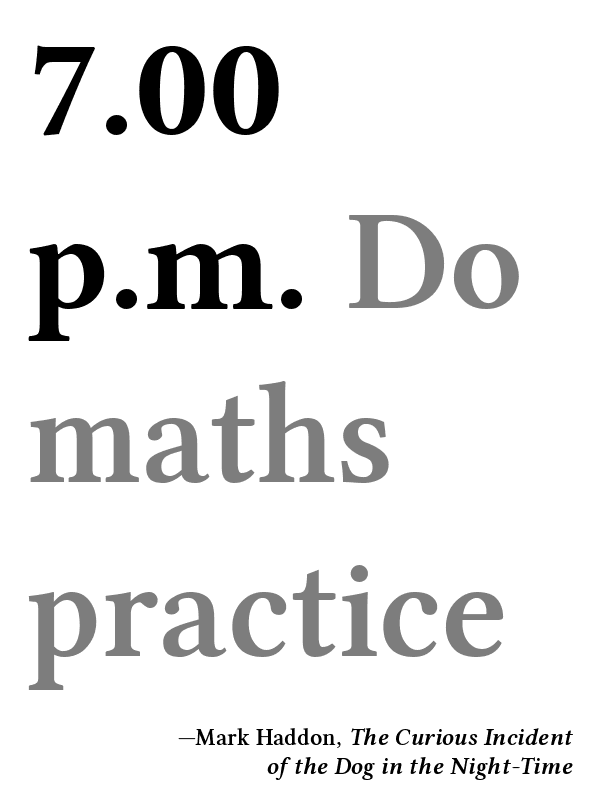 7.00
p.m. Do
maths
practice
—Mark Haddon, The Curious Incident
of the Dog in the Night-Time